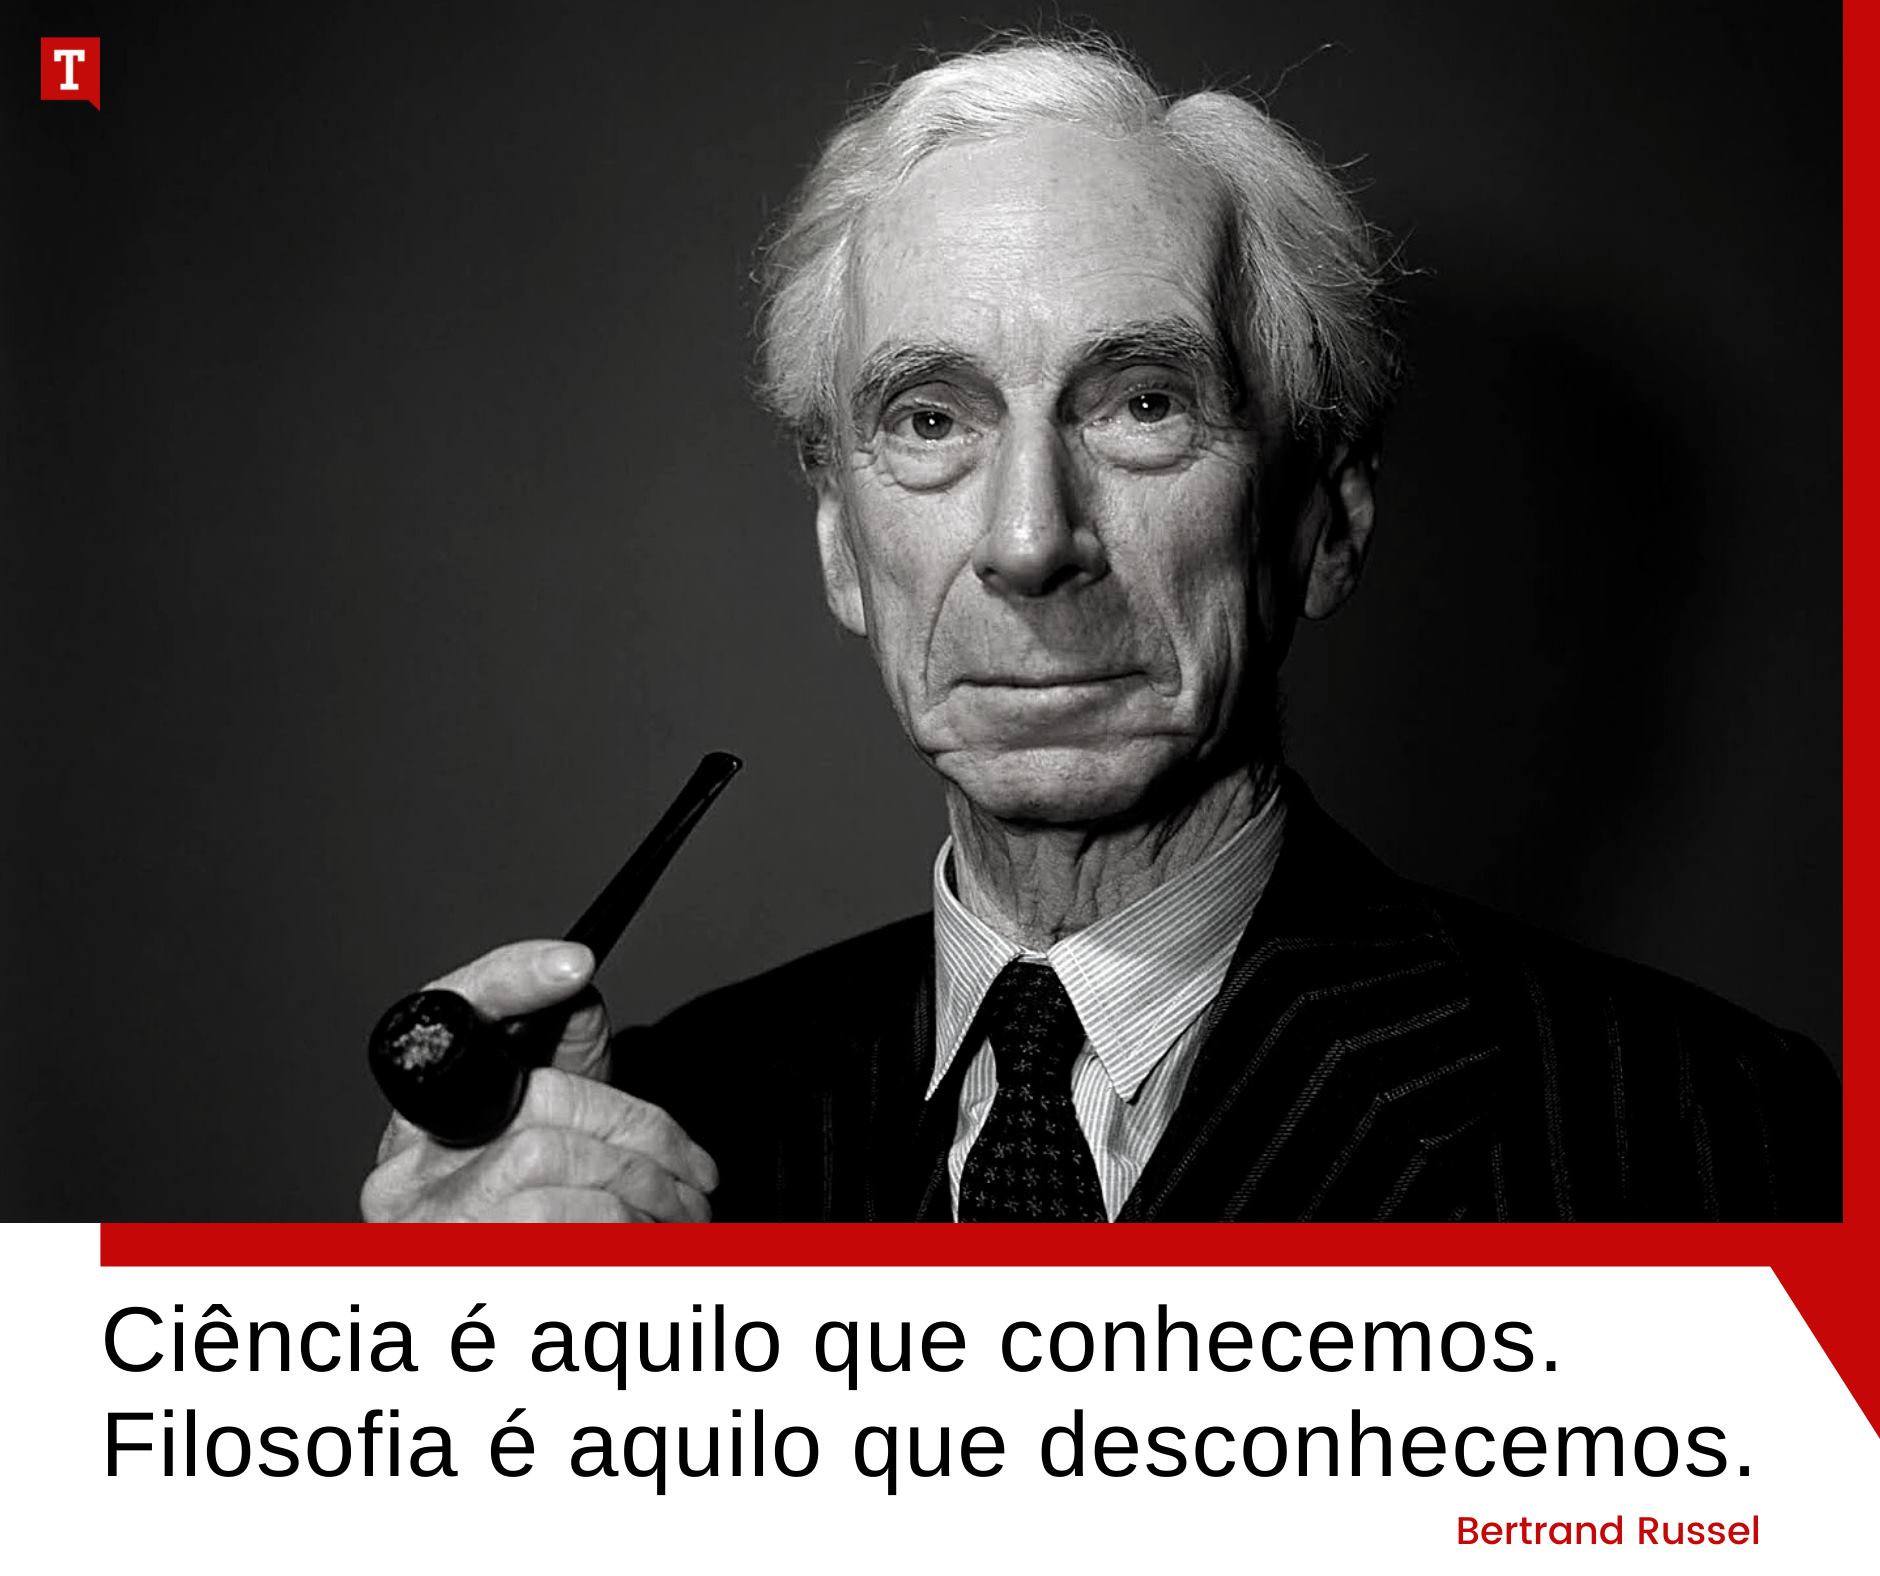 T
Ciência é aquilo que conhecemos.
Filosofia é aquilo que desconhecemos.
Bertrand Russel